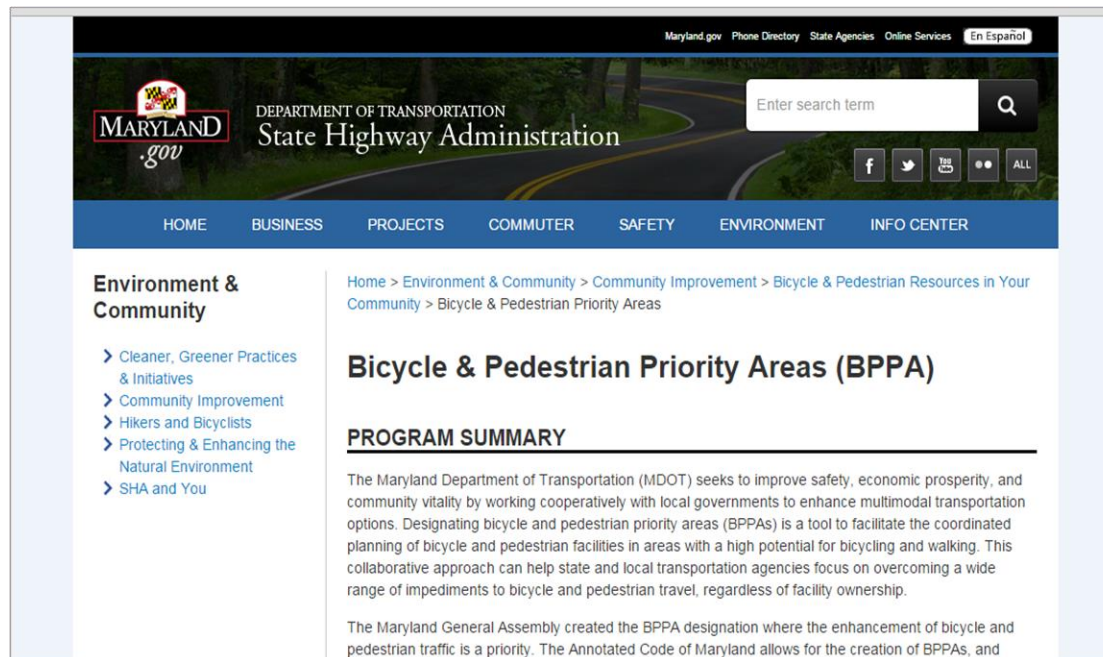 Maryland.gov Phone Directory State Agencies Online Services En Español
MARYLAND
.gov
DEPARTMENT OF TRANSPORTATION
State Highway Administration
Enter search term
f You Tube ALL
HOME BUSINESS PROJECTS COMMUTER SAFETY ENVIRONMENT INFO CENTER
Environment &
Community
Cleaner, Greener Practices
& Initiatives
Community Improvement
Hikers and Bicyclists
Protecting & Enhancing the
Natural Environment
SHA and You
Home > Environment & Community > Community Improvement > Bicycle & Pedestrian Resources in Your
Community > Bicycle & Pedestrian Priority Areas
Bicycle & Pedestrian Priority Areas (BPPA)
PROGRAM SUMMARY
The Maryland Department of Transportation (MDOT) seeks to improve safety, economic prosperity, and
community vitality by working cooperatively with local governments to enhance multimodal transportation
options. Designating bicycle and pedestrian priority areas (BPPAs) is a tool to facilitate the coordinated
planning of bicycle and pedestrian facilities in areas with a high potential for bicycling and walking. This
collaborative approach can help state and local transportation agencies focus on overcoming a wide
range of impediments to bicycle and pedestrian travel, regardless of facility ownership.
The Maryland General Assembly created the BPPA designation where the enhancement of bicycle and
pedestrian traffic is a priority. The Annotated Code of Maryland allows for the creation of BPPAs, and